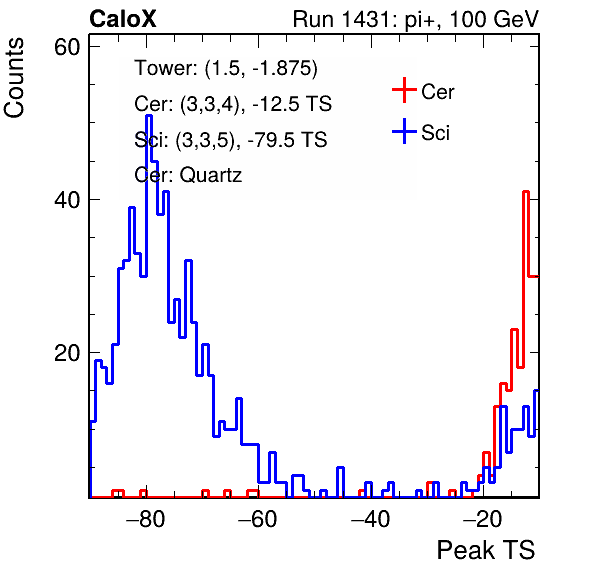 CaloX Run 1431: pi+, 100 GeV
Counts
60
40
20
Tower: (1.5, -1.875)
Cer: (3,3,4), -12.5 TS
Sci: (3,3,5), -79.5 TS
Cer: Quartz
Cer
Sci
−80 −60 −40 −20
Peak TS